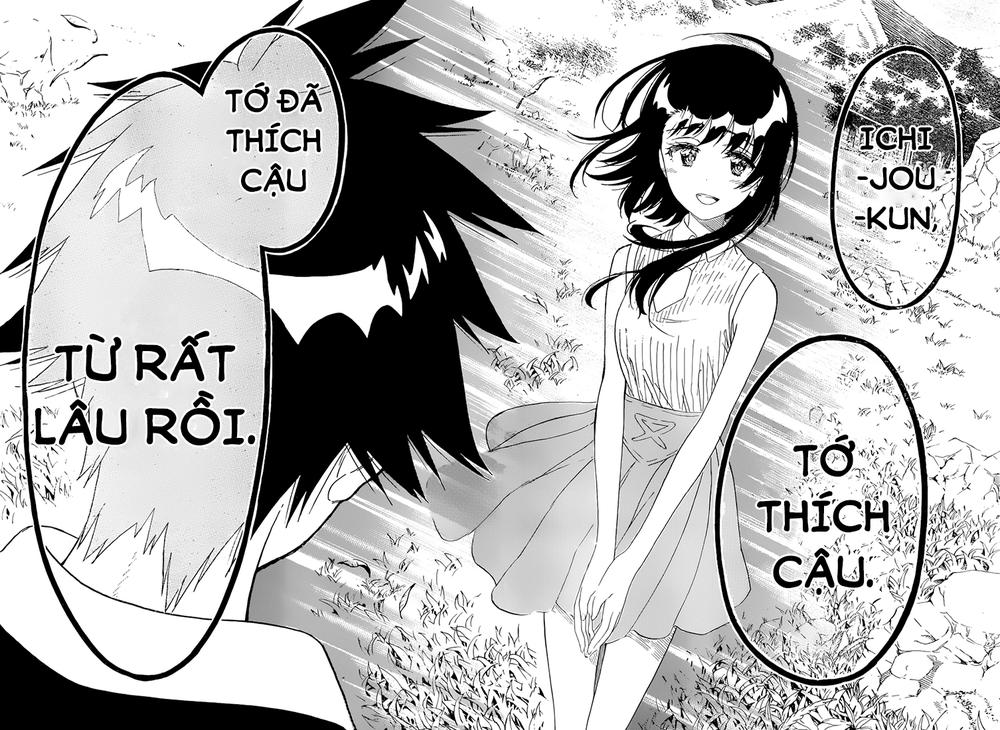 ICHI
-JOU
-KUN,
TỚ
THÍCH
CẬU.
TỚ ĐÃ
THÍCH
CẬU
TỪ RẤT
LÂU RỒI.